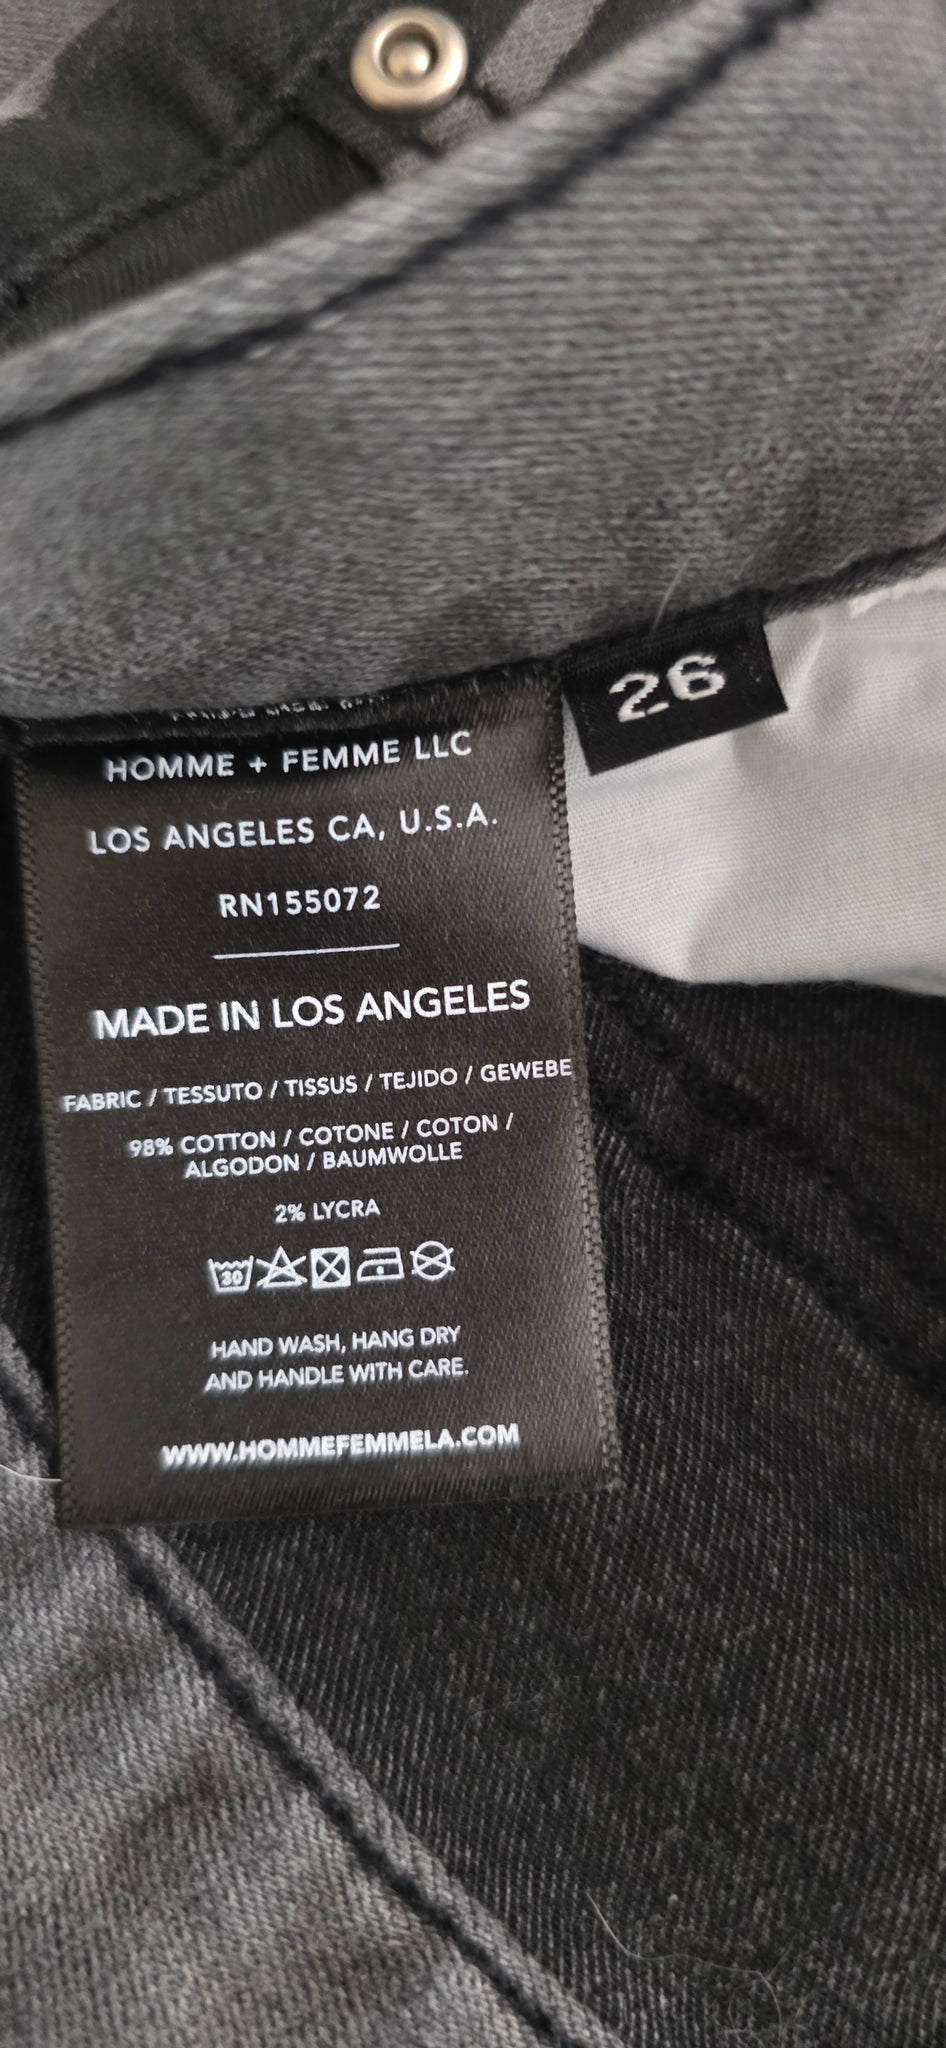 26
HOMME + FEMME LLC
LOS ANGELES CA, U.S.A.
RN155072
MADE IN LOS ANGELES
FABRIC / TESSUTO / TISSUS / TEJIDO / GEWEBE
98% COTTON / COTONE / COTON /
ALGODON / BAUMWOLLE
2% LYCRA
30
HAND WASH, HANG DRY
AND HANDLE WITH CARE.
WWW.HOMMEFEMMELA.COM